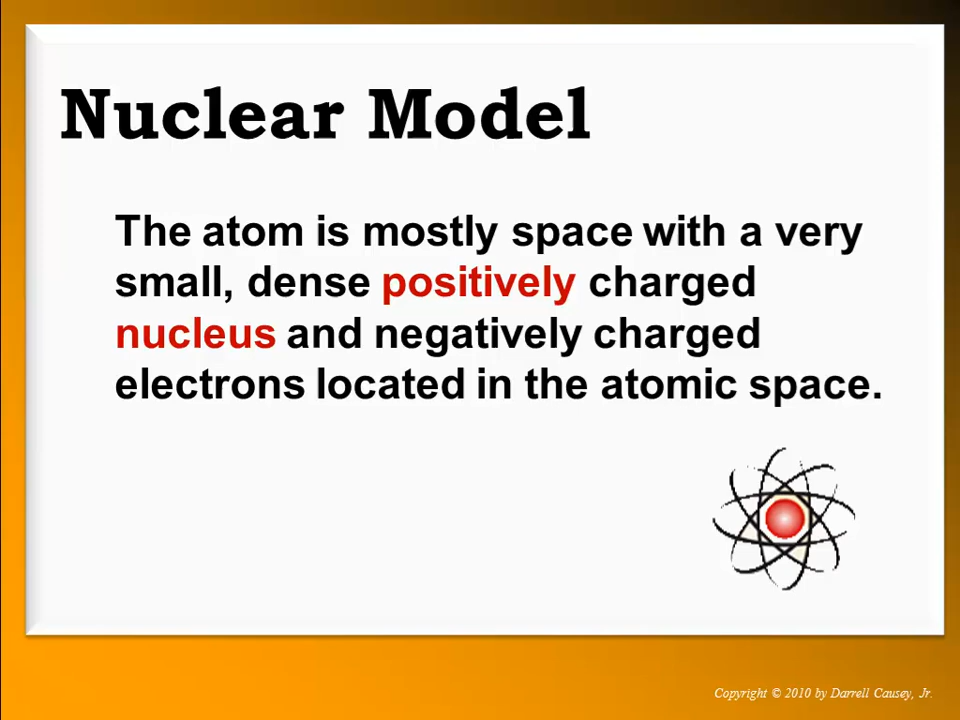 Nuclear Model
The atom is mostly space with a very
small, dense positively charged
nucleus and negatively charged
electrons located in the atomic space.
Copyright © 2010 by Darrell Causey, Jr.